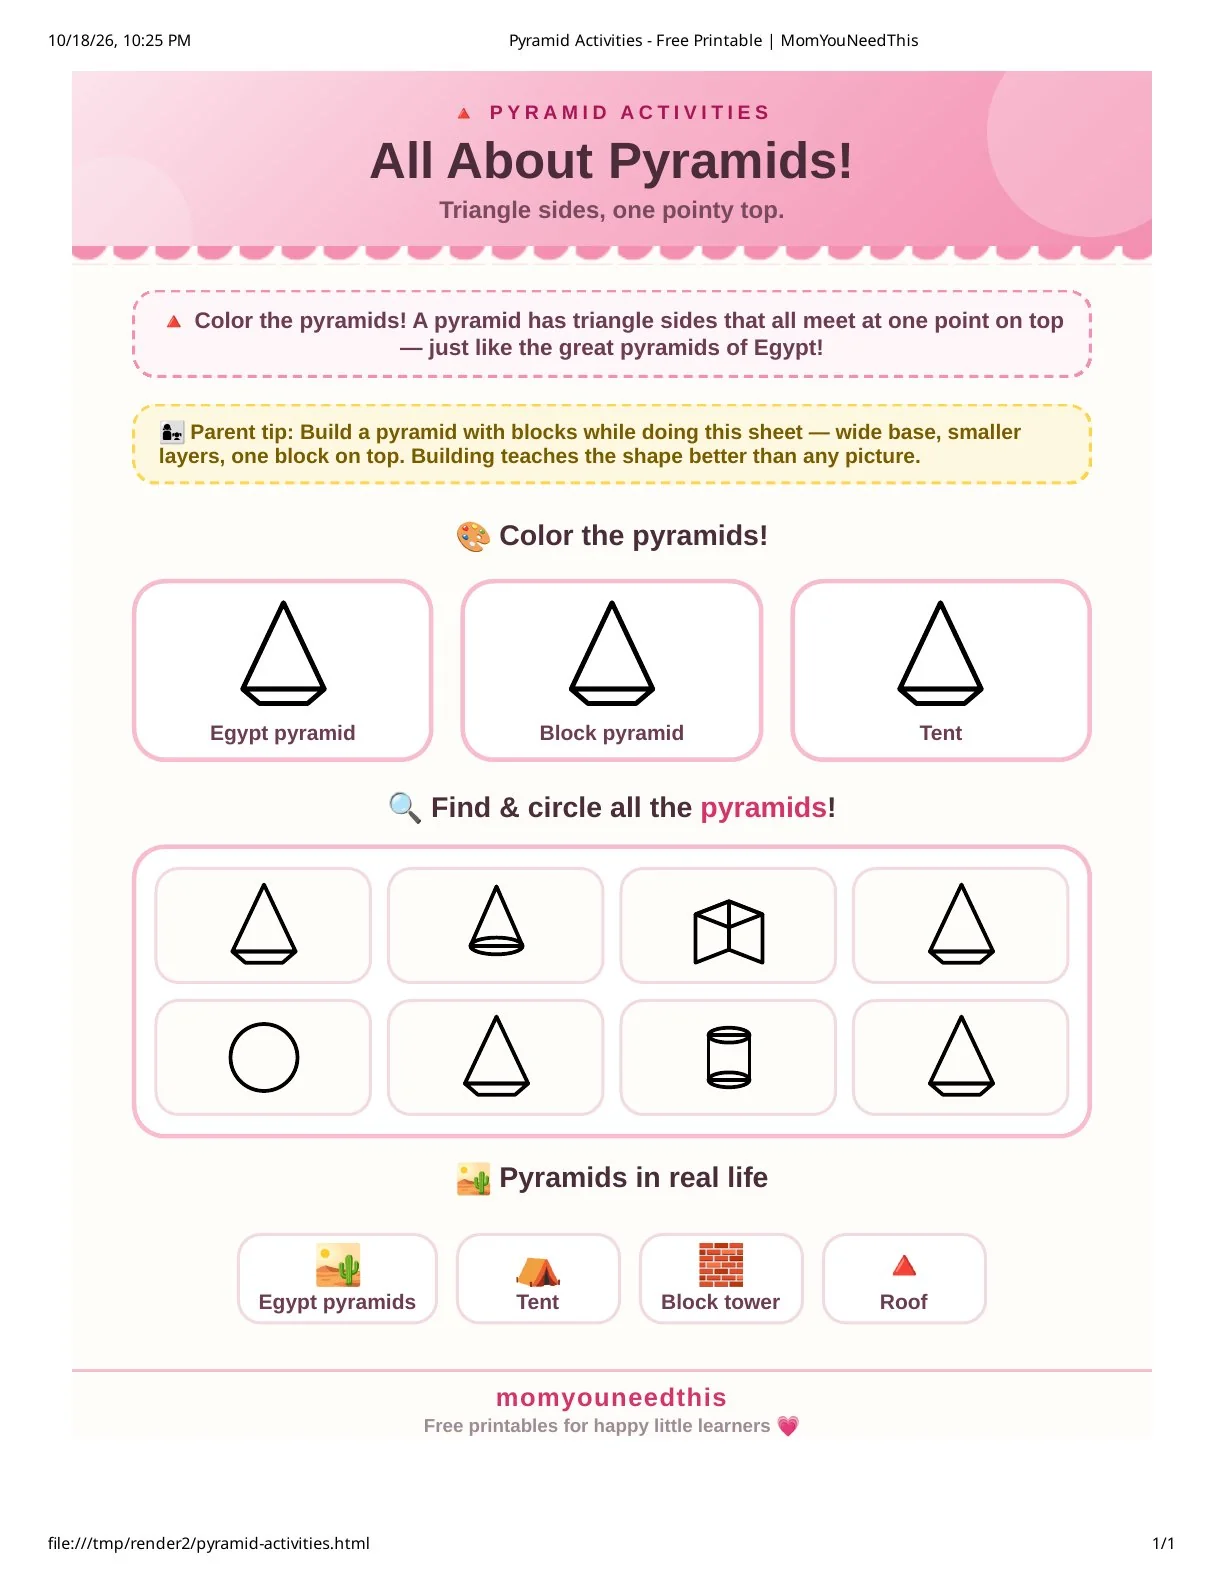 10/18/26, 10:25 PM
Pyramid Activities - Free Printable | MomYouNeedThis
🔺 PYRAMID ACTIVITIES
All About Pyramids!
Triangle sides, one pointy top.
🔺 Color the pyramids! A pyramid has triangle sides that all meet at one point on top
— just like the great pyramids of Egypt!
Parent tip: Build a pyramid with blocks while doing this sheet — wide base, smaller
layers, one block on top. Building teaches the shape better than any picture.
🎨 Color the pyramids!
Egypt pyramid
Block pyramid
Tent
🔍 Find & circle all the pyramids!
🏜️ Pyramids in real life
Egypt pyramids
Tent
Block tower
Roof
momyouneedthis
Free printables for happy little learners 💗
file:///tmp/render2/pyramid-activities.html
1/1